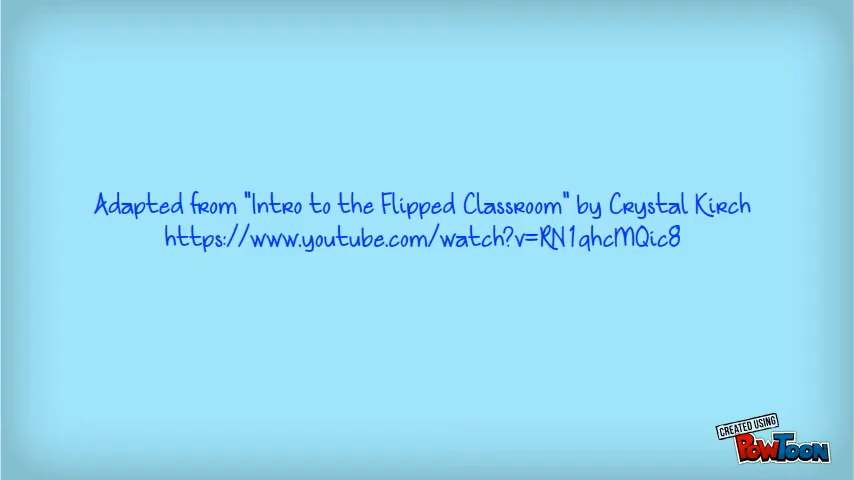 Adapted from "Intro to the Flipped Classroom" by Crystal Kirch
https://www.youtube.com/watch?v=RN1qhcMQic8
CREATED USING
POWTOON